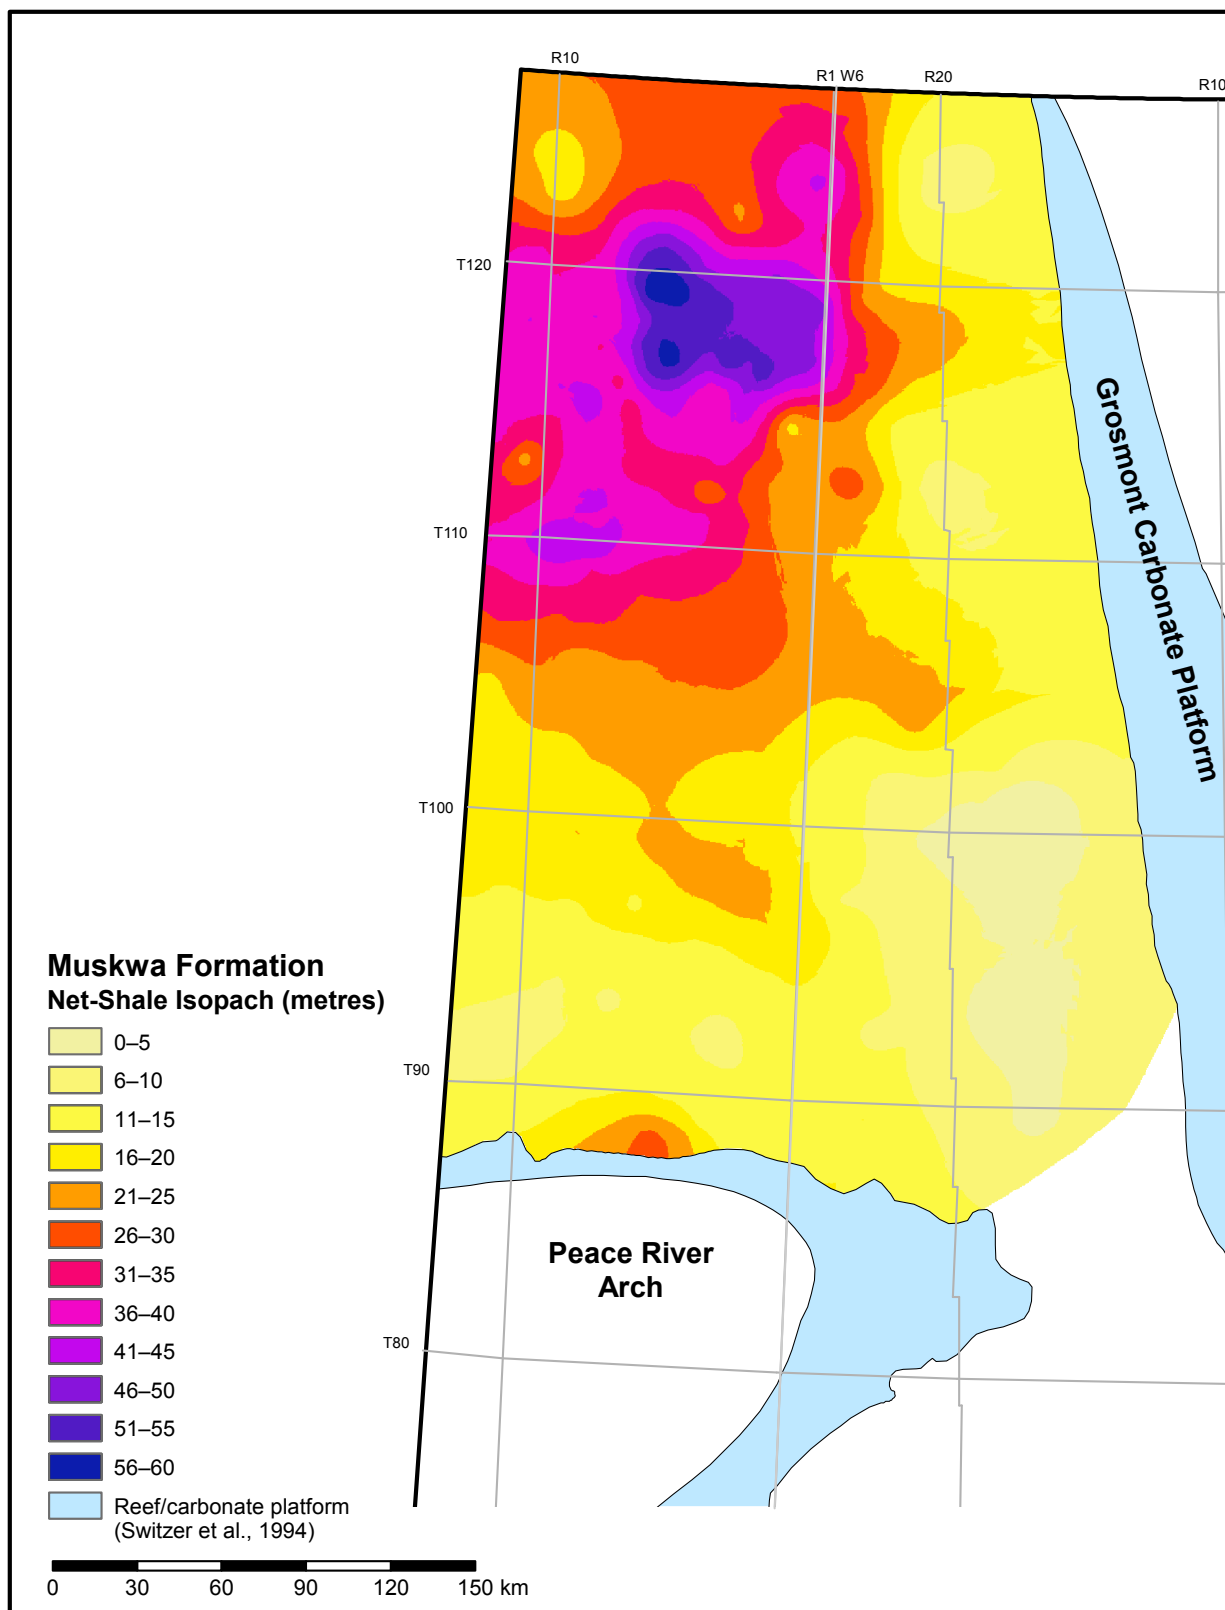 R10
R1 W6
R20
R10
T120
T110
T100
T90
T80
Grosmont Carbonate Platform
Peace River
Arch
Muskwa Formation
Net-Shale Isopach (metres)
0–5
6–10
11–15
16–20
21–25
26–30
31–35
36–40
41–45
46–50
51–55
56–60
Reef/carbonate platform
(Switzer et al., 1994)
0 30 60 90 120 150 km